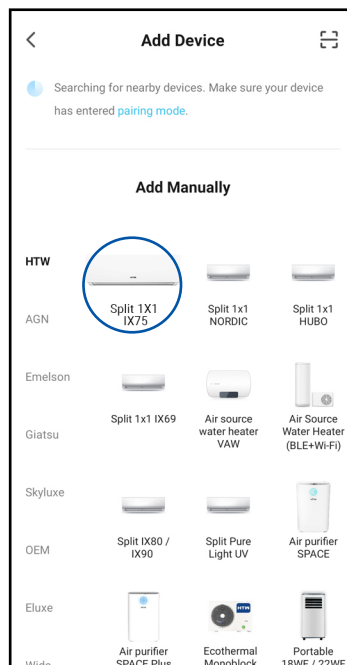 Add Device
Searching for nearby devices. Make sure your device
has entered pairing mode.
Add Manually
HTW
AGN
Emelson
Giatsu
Skyluxe
OEM
Eluxe
Split 1X1
IX75
Split 1x1
NORDIC
Split 1x1
HUBO
Split 1x1 IX69
Air source
water heater
VAW
Air Source
Water Heater
(BLE+Wi-Fi)
Split IX80 /
IX90
Split Pure
Light UV
Air purifier
SPACE
HTW
Air purifier
SPACE Plus
Ecothermal
Monoblock
Portable
18WF / 22WF